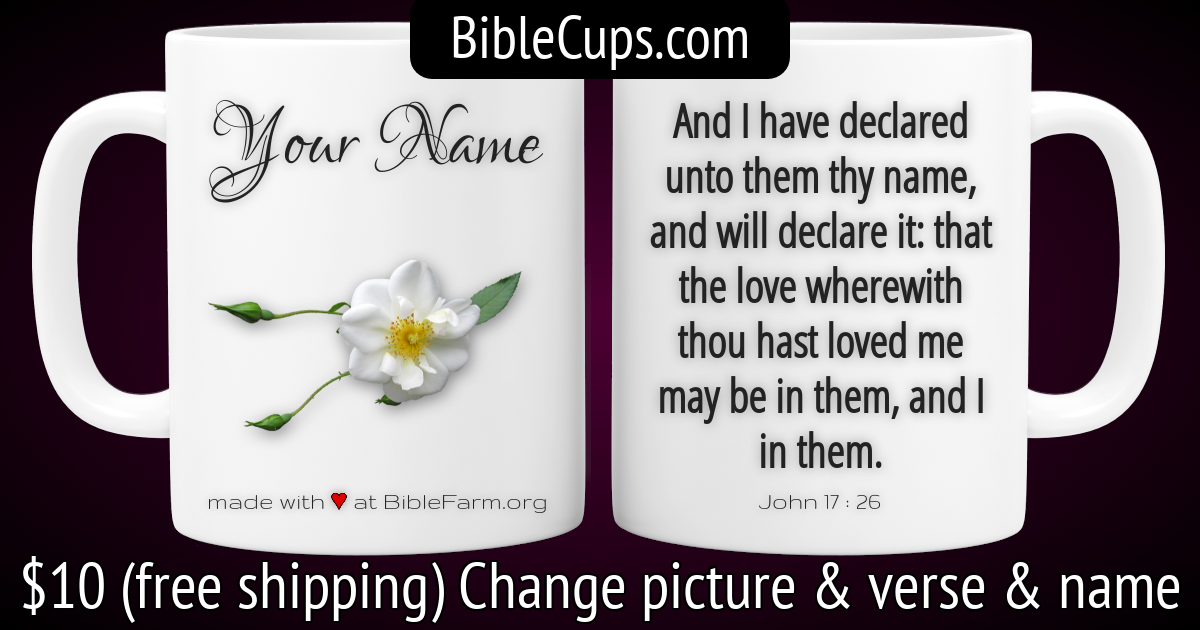 BibleCups.com
Your Name
made with ♥ at BibleFarm.org
And I have declared
unto them thy name,
and will declare it: that
the love wherewith
thou hast loved me
may be in them, and I
in them.
John 17 : 26
$10 (free shipping) Change picture & verse & name